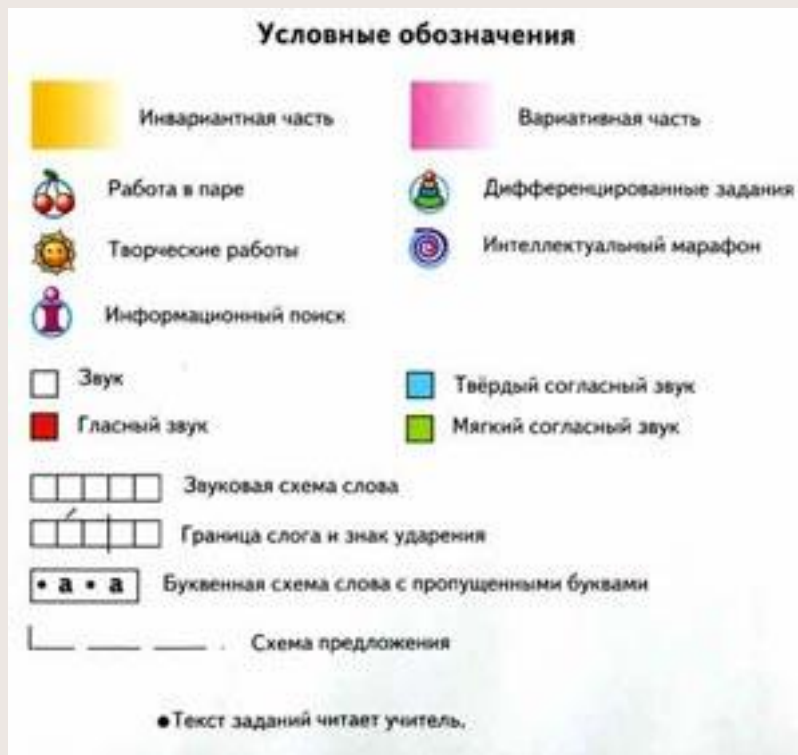 Условные обозначения
Инвариантная часть
Вариативная часть
Работа в паре
Дифференцированные задания
Творческие работы
Интеллектуальный марафон
Информационный поиск
Звук
Твёрдый согласный звук
Гласный звук
Мягкий согласный звук
Звуковая схема слова
Граница слога и знак ударения
• а • а Буквенная схема слова с пропущенными буквами
Схема предложения
● Текст заданий читает учитель.